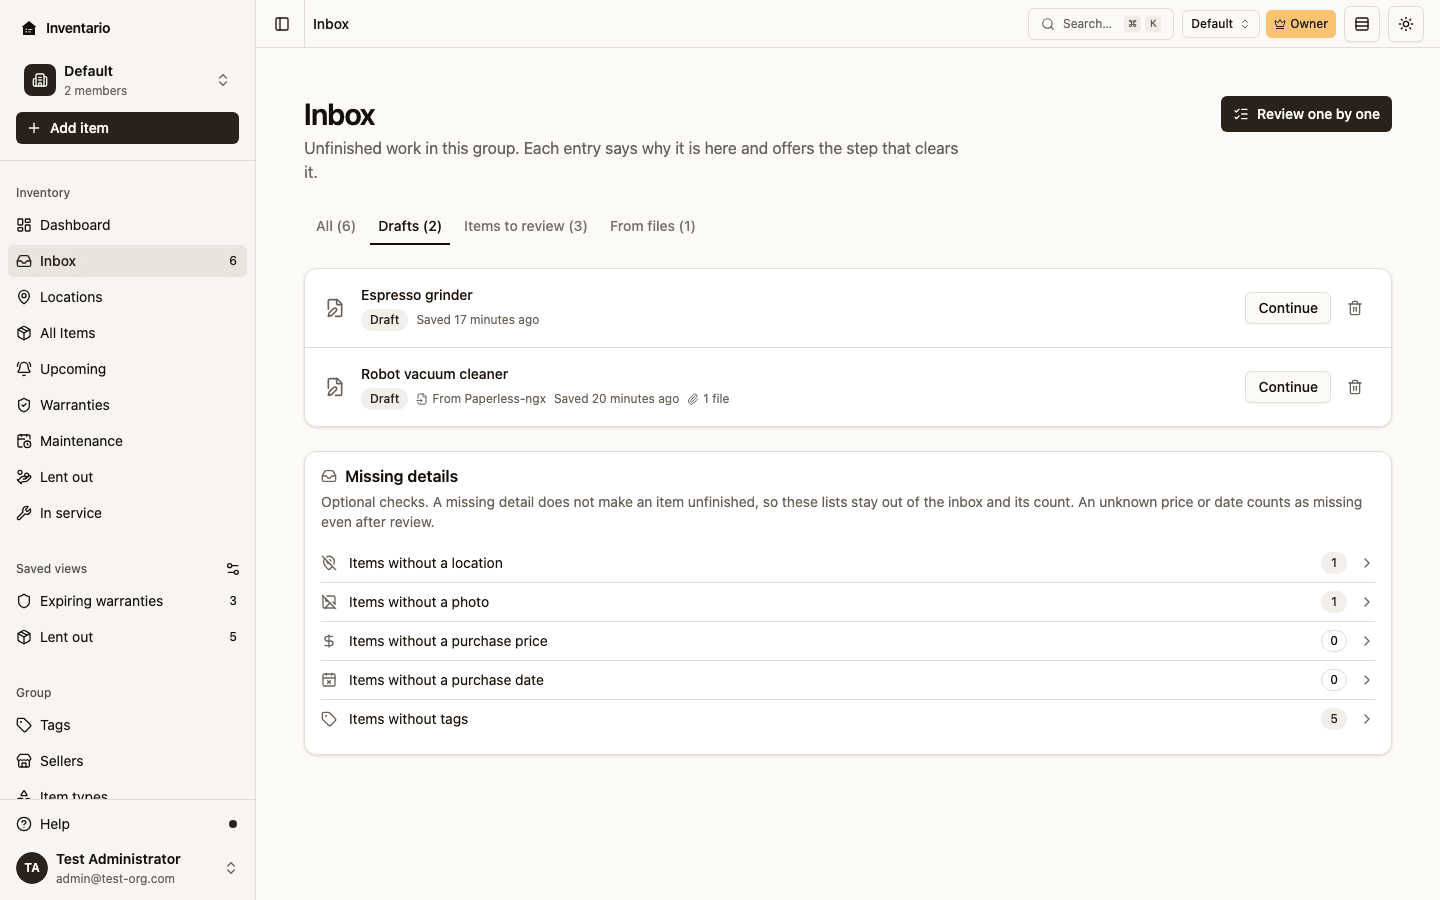 Inventario
Default
2 members
Add item
Inventory
Dashboard
Inbox 6
Locations
All Items
Upcoming
Warranties
Maintenance
Lent out
In service
Saved views
Expiring warranties 3
Lent out 5
Group
Tags
Sellers
Item types
Help
TA
Test Administrator
admin@test-org.com
Inbox
Search... ⌘ K
Default
Owner
Inbox
Review one by one
Unfinished work in this group. Each entry says why it is here and offers the step that clears
it.
All (6) Drafts (2) Items to review (3) From files (1)
Espresso grinder
Draft Saved 17 minutes ago
Continue
Robot vacuum cleaner
Draft From Paperless-ngx Saved 20 minutes ago 1 file
Continue
Missing details
Optional checks. A missing detail does not make an item unfinished, so these lists stay out of the inbox and its count. An unknown price or date counts as missing
even after review.
Items without a location 1
Items without a photo 1
Items without a purchase price 0
Items without a purchase date 0
Items without tags 5